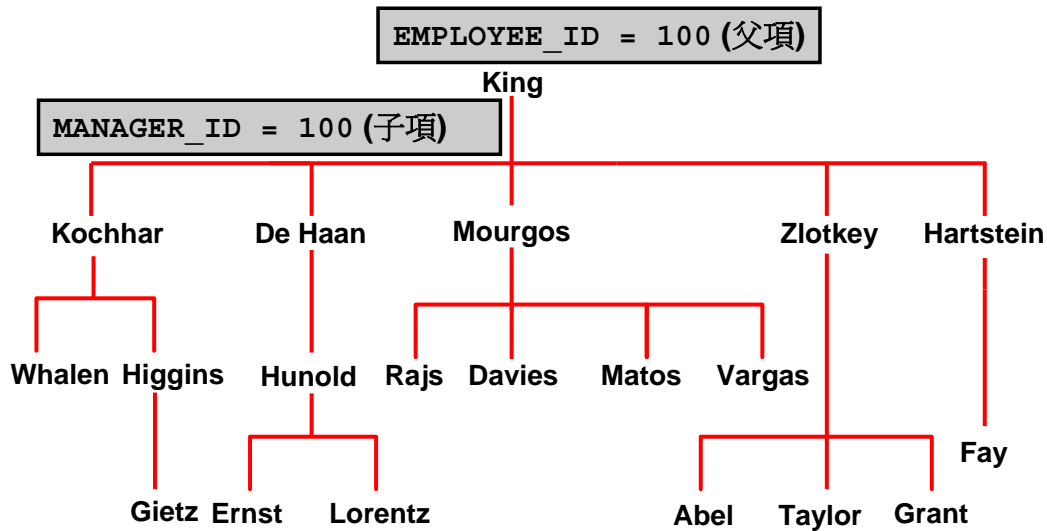 EMPLOYEE_ID = 100 (父項)
King
MANAGER_ID = 100 (子項)
Kochhar De Haan Mourgos Zlotkey Hartstein
Whalen Higgins Hunold Rajs Davies Matos Vargas
Fay
Gietz Ernst Lorentz Abel Taylor Grant